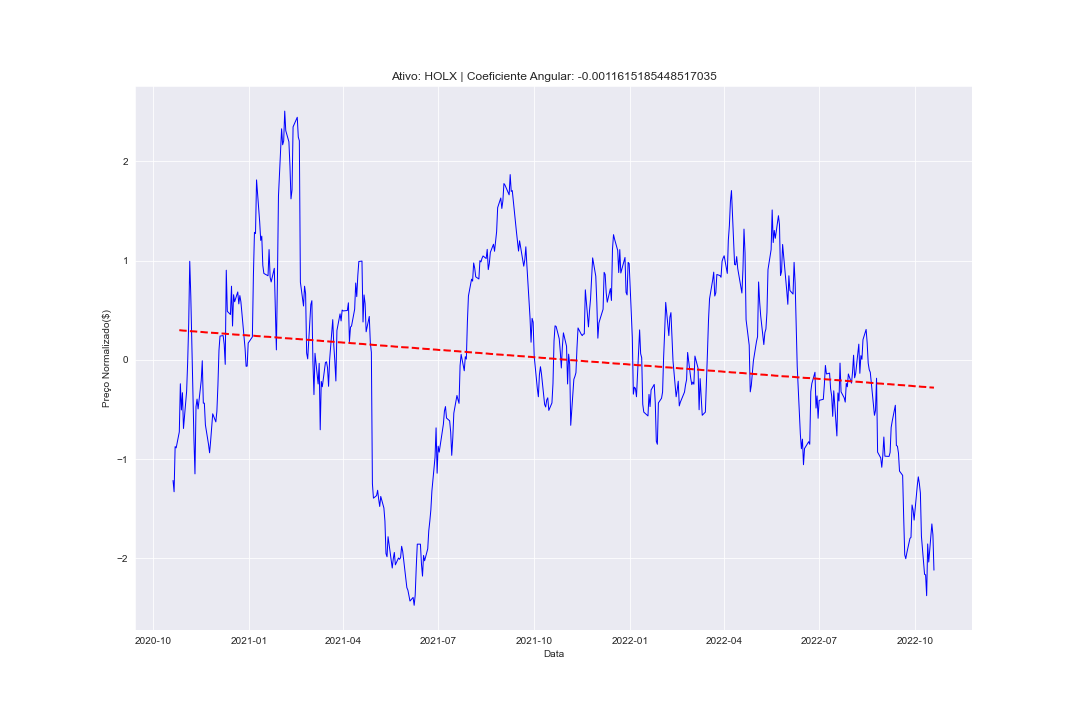 Ativo: HOLX | Coeficiente Angular: -0.0011615185448517035
Preço Normalizado($)
2
1
0
−1
−2
2020-10 2021-01 2021-04 2021-07 2021-10 2022-01 2022-04 2022-07 2022-10
Data